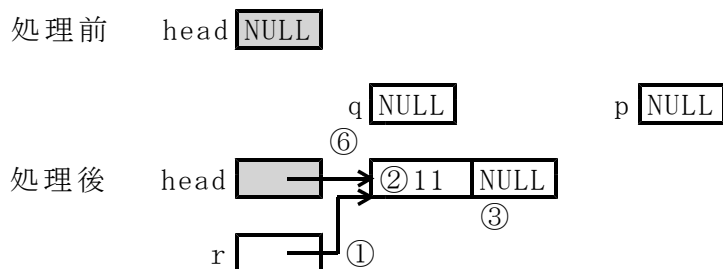 処理前 head NULL
q NULL p NULL
⑥
処理後 head ②11 NULL
③
r ①